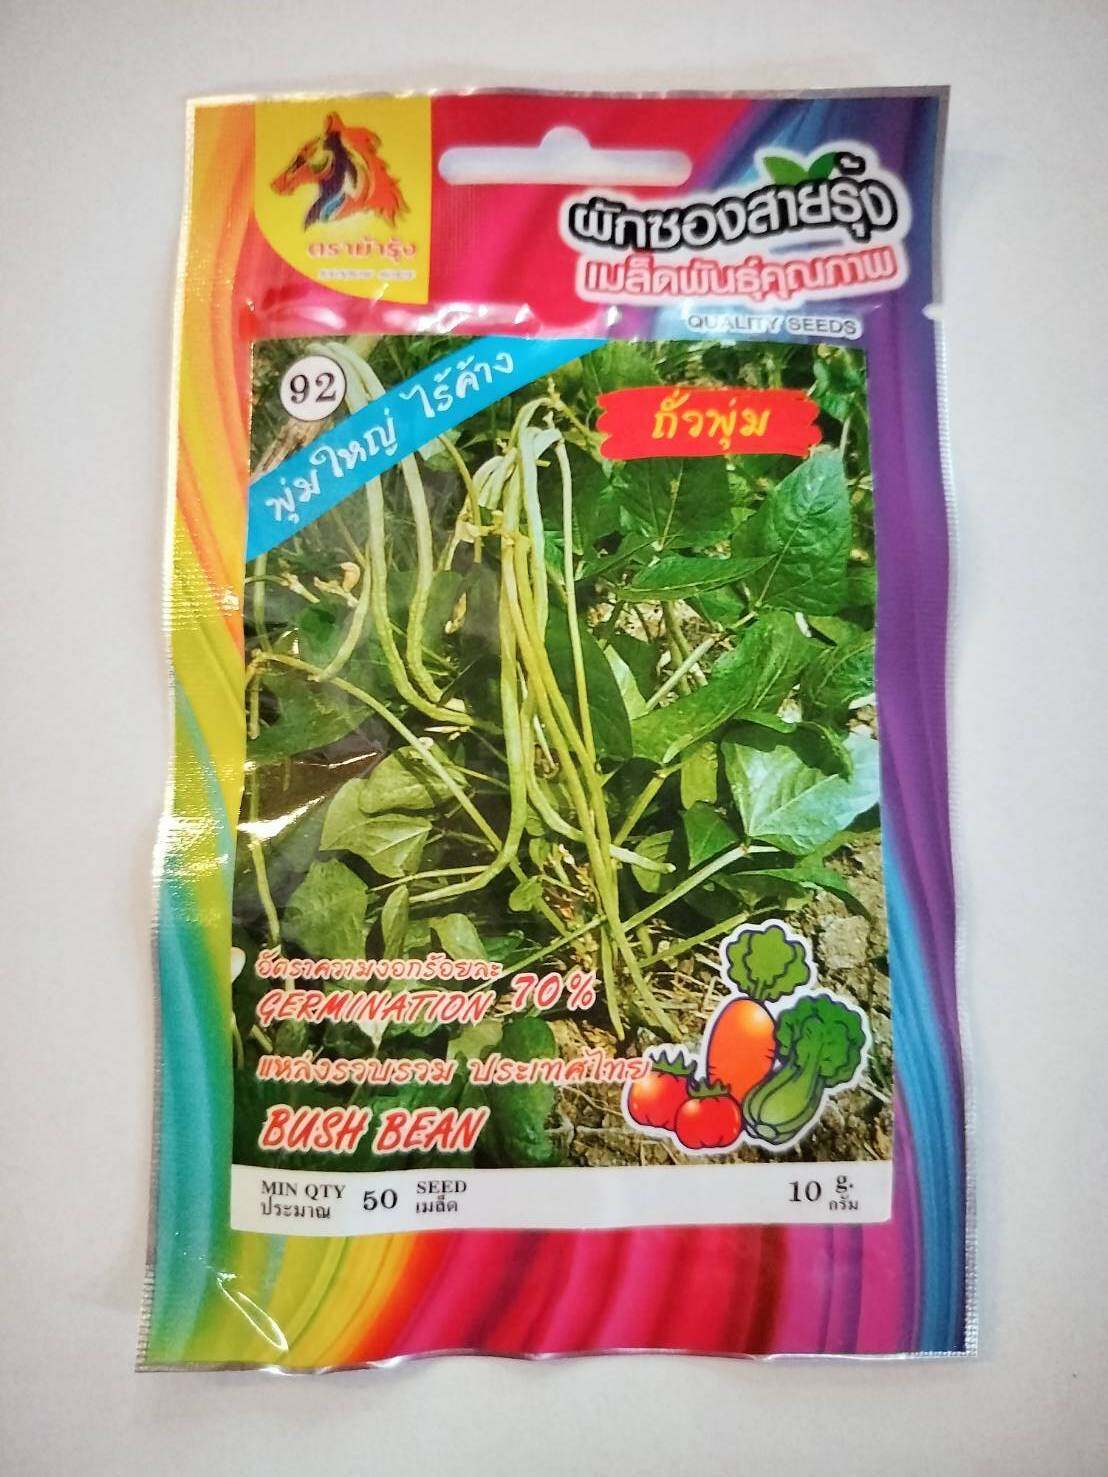 ตราม้ารุ้ง
ผักซองสายรุ้ง
เมล็ดพันธุ์คุณภาพ
QUALITY SEEDS
92
พุ่มใหญ่ ไร้ค้าง
ถั่วพุ่ม
อัตราความงอกร้อยละ
GERMINATION 70%
แหล่งรวบรวม ประเทศไทย
BUSH BEAN
MIN QTY 50 SEED 10 g.
ประมาณ เมล็ด กรัม